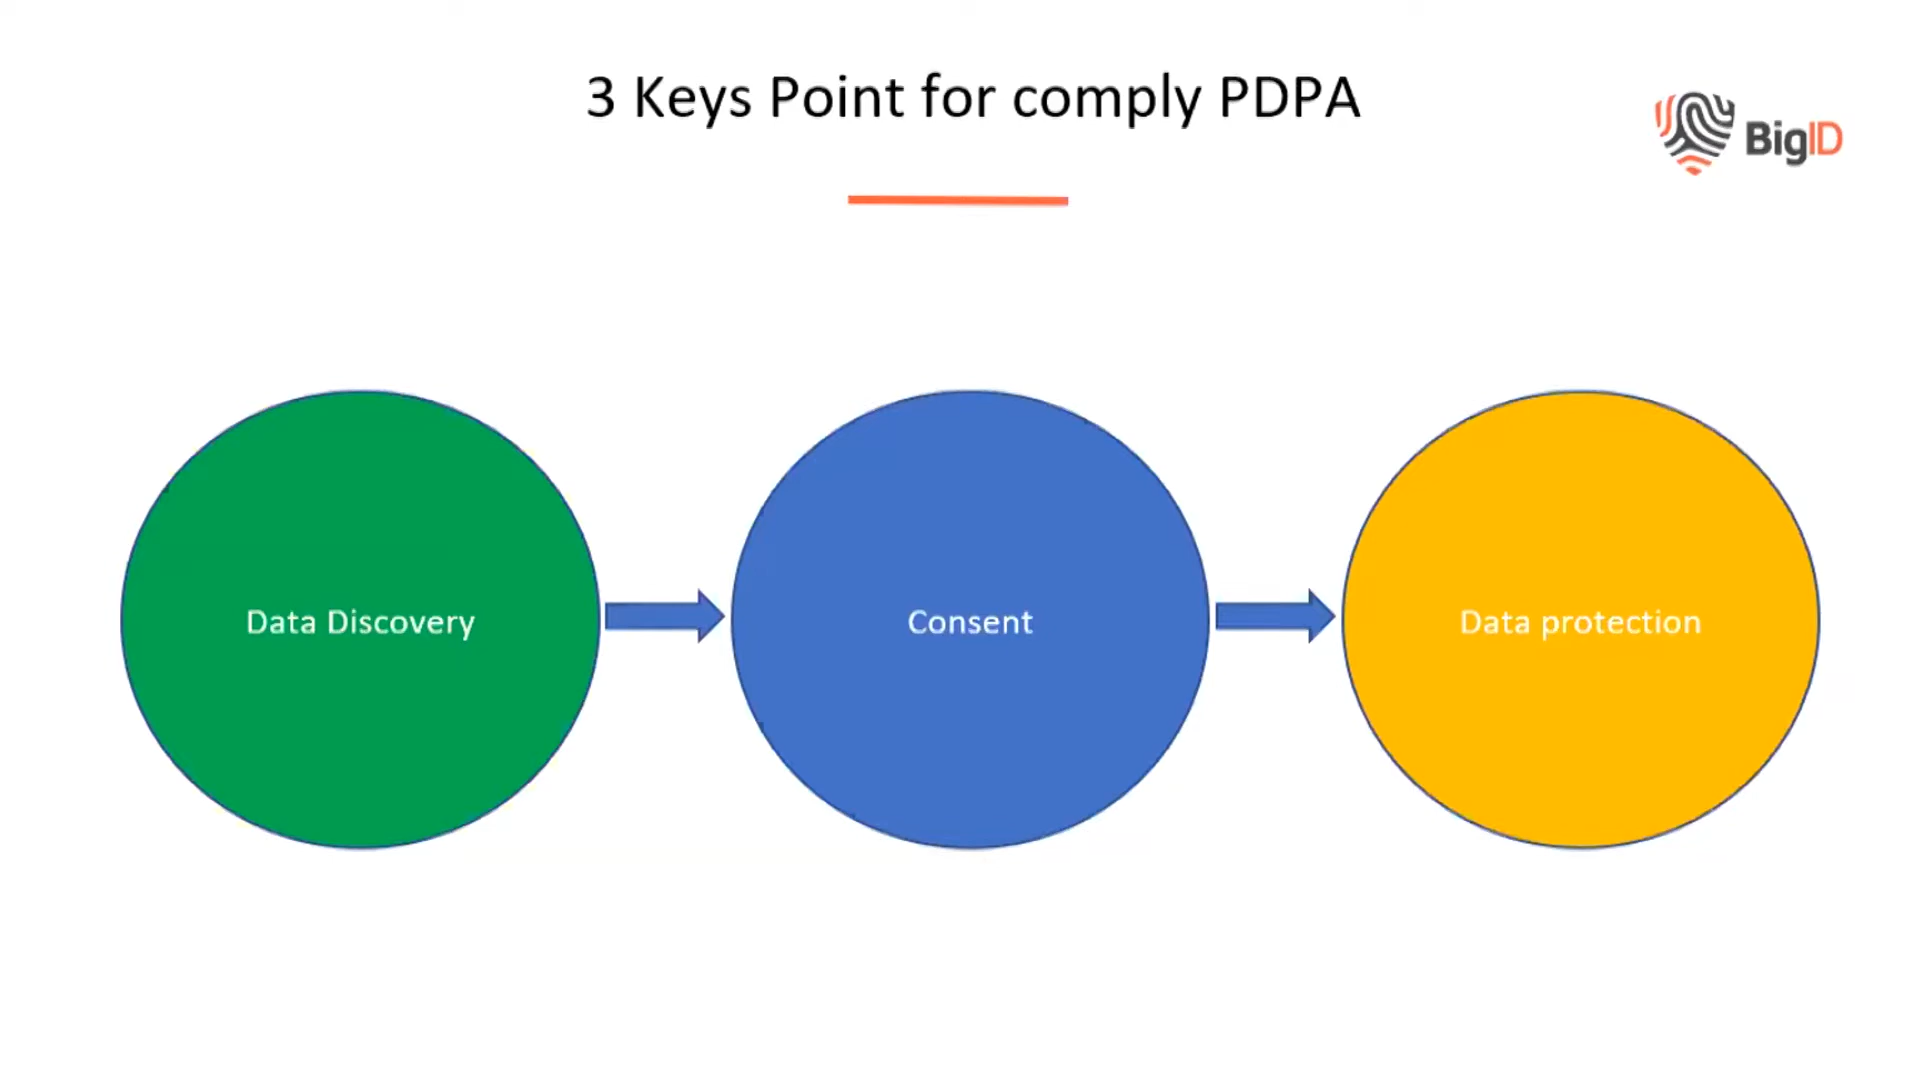 3 Keys Point for comply PDPA
BigID
Data Discovery
Consent
Data protection